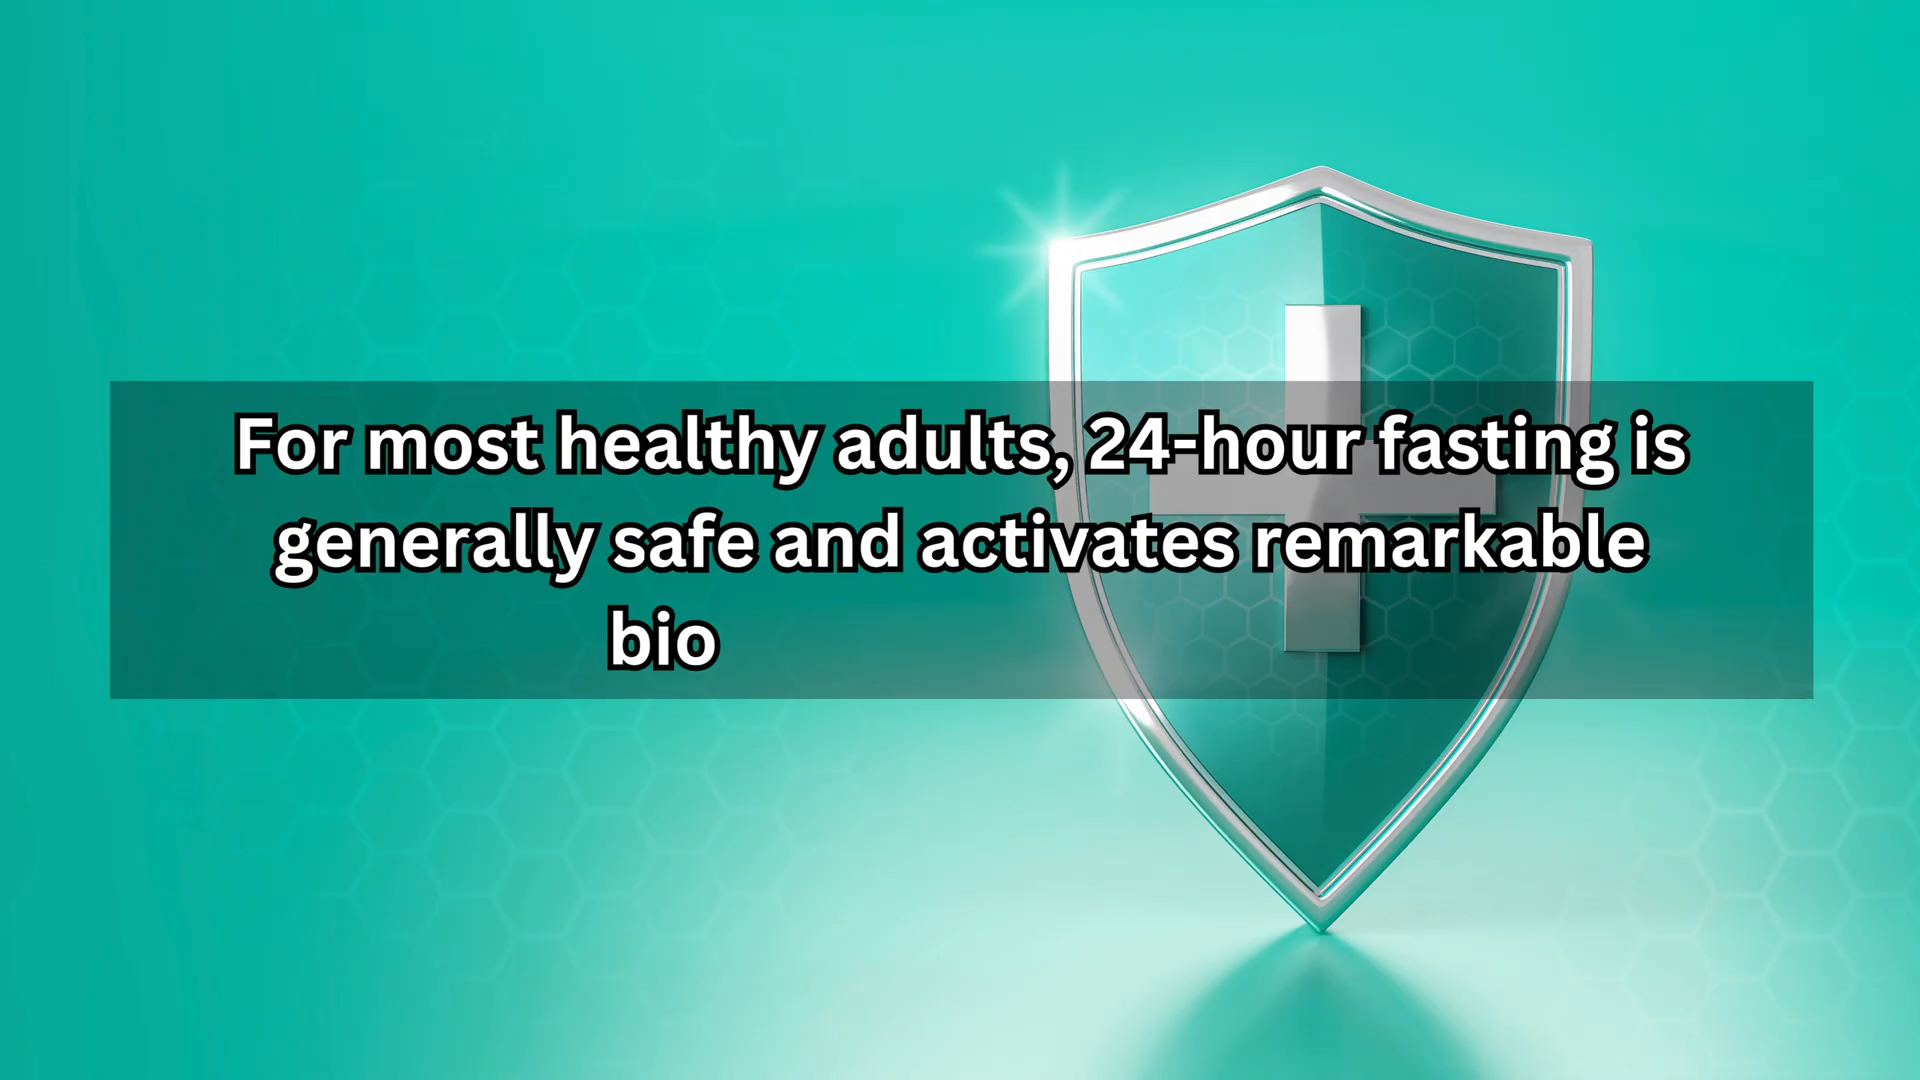 For most healthy adults, 24-hour fasting is
generally safe and activates remarkable
bio